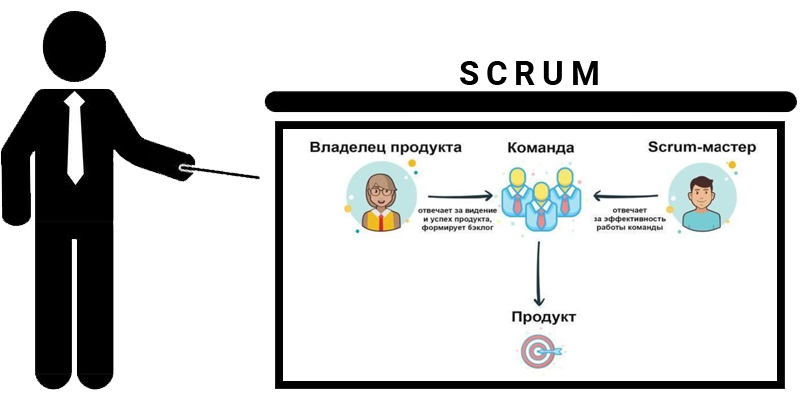 SCRUM
Владелец продукта
Команда
Scrum-мастер
отвечает за видение
и успех продукта,
формирует бэклог
отвечает
за эффективность
работы команды
Продукт